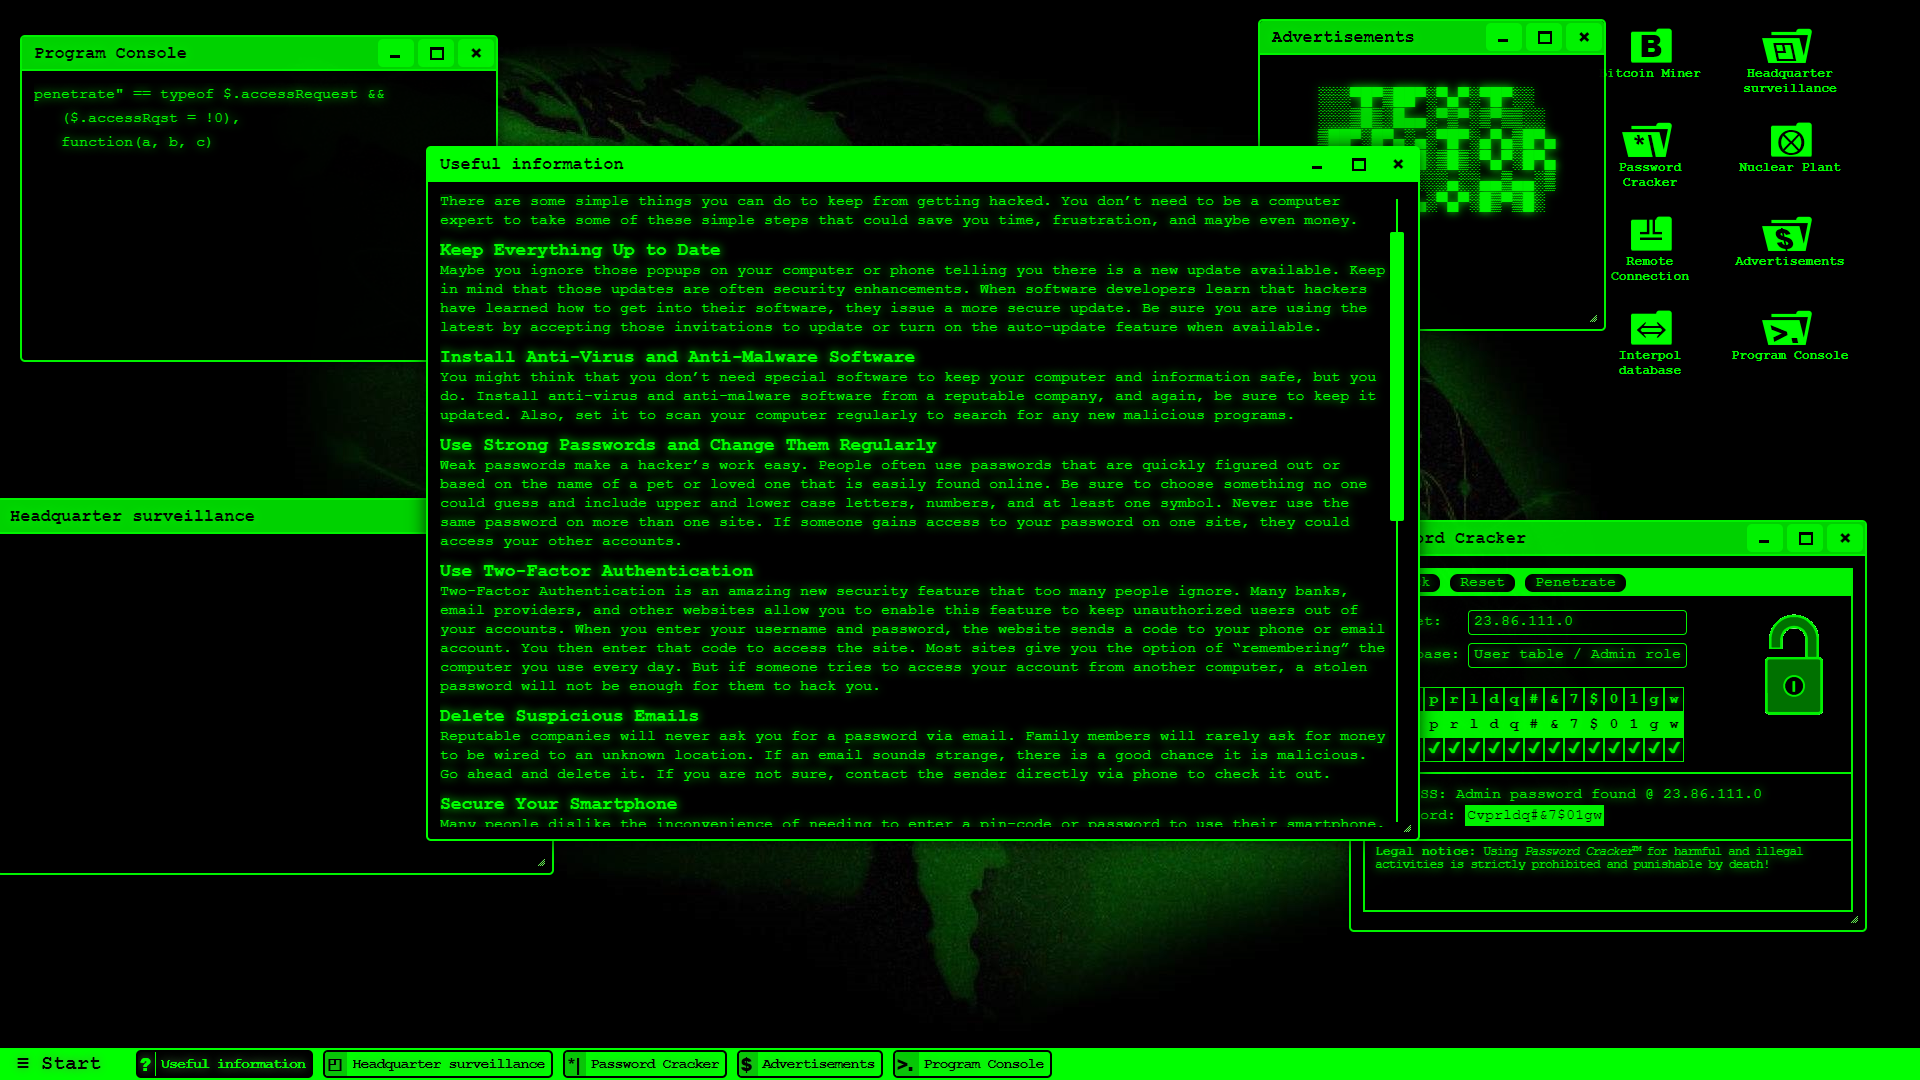 Program Console
penetrate" == typeof $.accessRequest &&
($.accessRqst = !0),
function(a, b, c)
Advertisements
itcoin Miner
Headquarter
surveillance
Password
Cracker
Nuclear Plant
Remote
Connection
Advertisements
Interpol
database
Program Console
Useful information
There are some simple things you can do to keep from getting hacked. You don’t need to be a computer
expert to take some of these simple steps that could save you time, frustration, and maybe even money.
Keep Everything Up to Date
Maybe you ignore those popups on your computer or phone telling you there is a new update available. Keep
in mind that those updates are often security enhancements. When software developers learn that hackers
have learned how to get into their software, they issue a more secure update. Be sure you are using the
latest by accepting those invitations to update or turn on the auto-update feature when available.
Install Anti-Virus and Anti-Malware Software
You might think that you don’t need special software to keep your computer and information safe, but you
do. Install anti-virus and anti-malware software from a reputable company, and again, be sure to keep it
updated. Also, set it to scan your computer regularly to search for any new malicious programs.
Use Strong Passwords and Change Them Regularly
Weak passwords make a hacker’s work easy. People often use passwords that are quickly figured out or
based on the name of a pet or loved one that is easily found online. Be sure to choose something no one
could guess and include upper and lower case letters, numbers, and at least one symbol. Never use the
same password on more than one site. If someone gains access to your password on one site, they could
access your other accounts.
Use Two-Factor Authentication
Two-Factor Authentication is an amazing new security feature that too many people ignore. Many banks,
email providers, and other websites allow you to enable this feature to keep unauthorized users out of
your accounts. When you enter your username and password, the website sends a code to your phone or email
account. You then enter that code to access the site. Most sites give you the option of “remembering” the
computer you use every day. But if someone tries to access your account from another computer, a stolen
password will not be enough for them to hack you.
Delete Suspicious Emails
Reputable companies will never ask you for a password via email. Family members will rarely ask for money
to be wired to an unknown location. If an email sounds strange, there is a good chance it is malicious.
Go ahead and delete it. If you are not sure, contact the sender directly via phone to check it out.
Secure Your Smartphone
Many people dislike the inconvenience of needing to enter a pin-code or password to use their smartphone.
Headquarter surveillance
ord Cracker
k Reset Penetrate
et: 23.86.111.0
base: User table / Admin role
p r l d q # & 7 $ 0 1 g w
p r l d q # & 7 $ 0 1 g w
SS: Admin password found @ 23.86.111.0
ord: Cvprldq#&7$01gw
Legal notice: Using Password Cracker™ for harmful and illegal
activities is strictly prohibited and punishable by death!
≡ Start ? Useful information Headquarter surveillance *| Password Cracker $ Advertisements >. Program Console